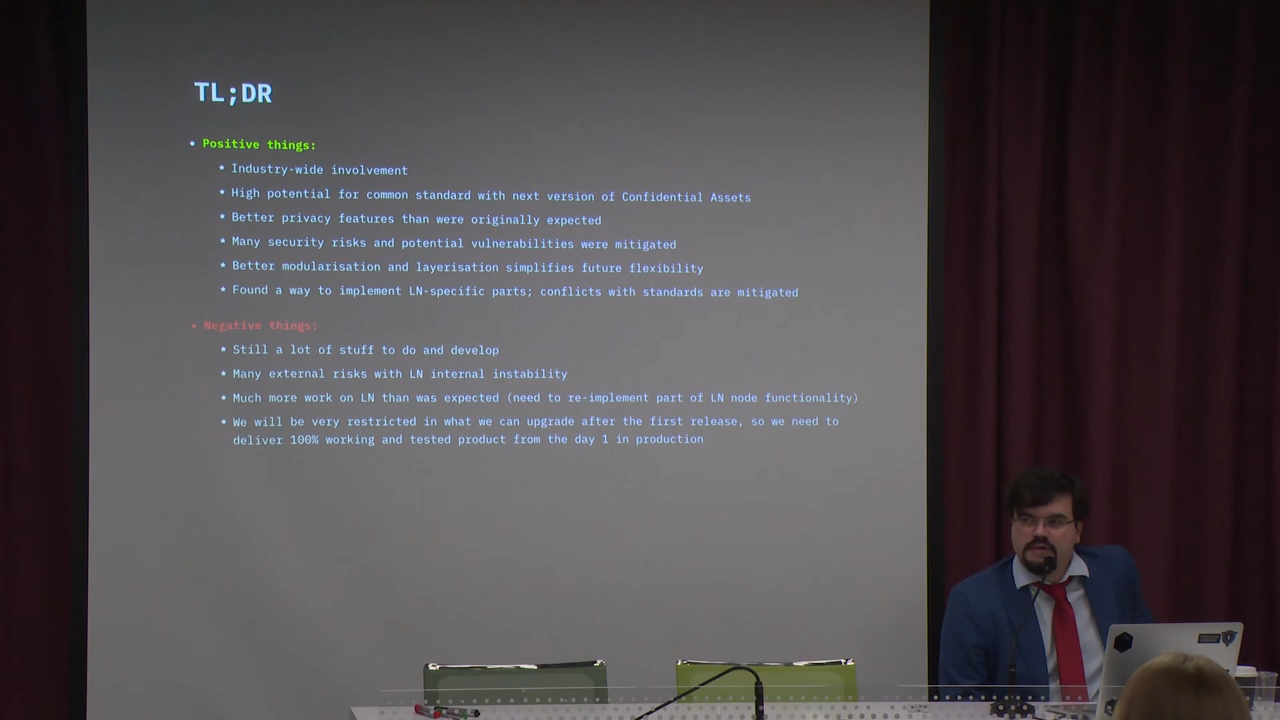 TL;DR
• Positive things:
* Industry-wide involvement
* High potential for common standard with next version of Confidential Assets
* Better privacy features than were originally expected
* Many security risks and potential vulnerabilities were mitigated
* Better modularisation and layerisation simplifies future flexibility
* Found a way to implement LN-specific parts; conflicts with standards are mitigated
• Negative things:
* Still a lot of stuff to do and develop
* Many external risks with LN internal instability
* Much more work on LN than was expected (need to re-implement part of LN node functionality)
* We will be very restricted in what we can upgrade after the first release, so we need to
deliver 100% working and tested product from the day 1 in production